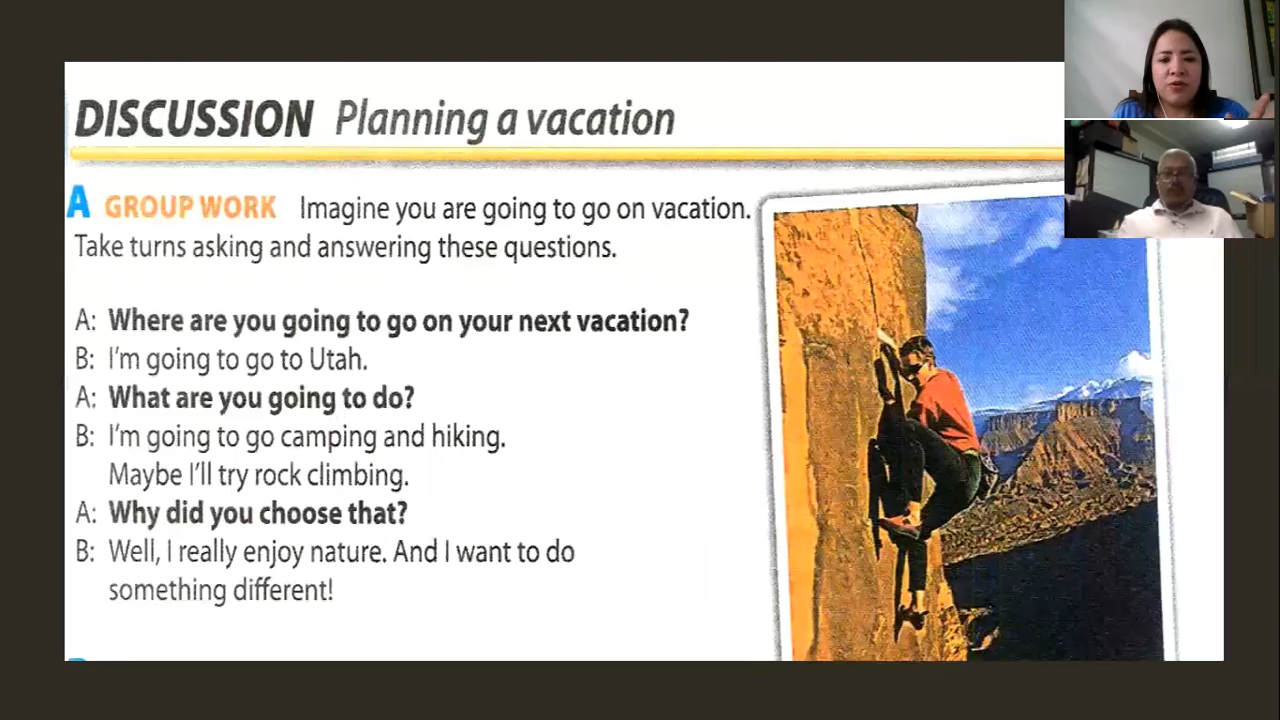 DISCUSSION Planning a vacation
A GROUP WORK Imagine you are going to go on vacation.
Take turns asking and answering these questions.
A: Where are you going to go on your next vacation?
B: I'm going to go to Utah.
A: What are you going to do?
B: I'm going to go camping and hiking.
Maybe I'll try rock climbing.
A: Why did you choose that?
B: Well, I really enjoy nature. And I want to do
something different!